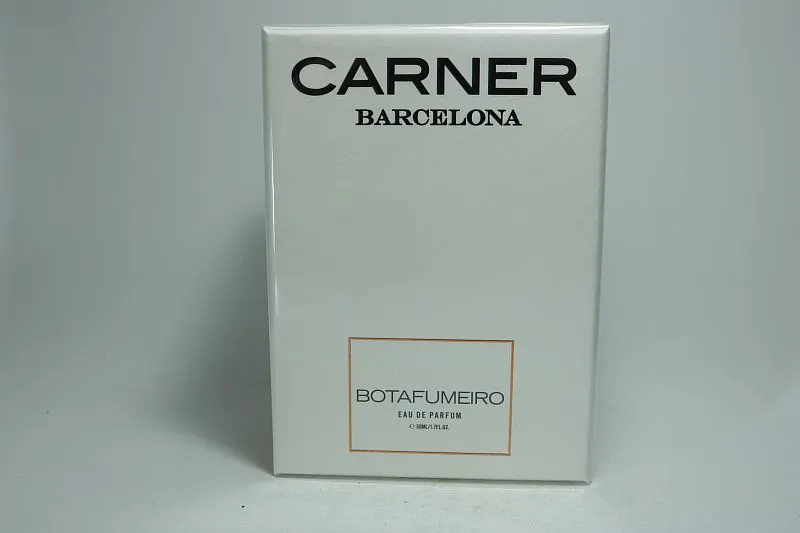 CARNER
BARCELONA
BOTAFUMEIRO
EAU DE PARFUM
℮ 50ML/1.7FL.OZ.